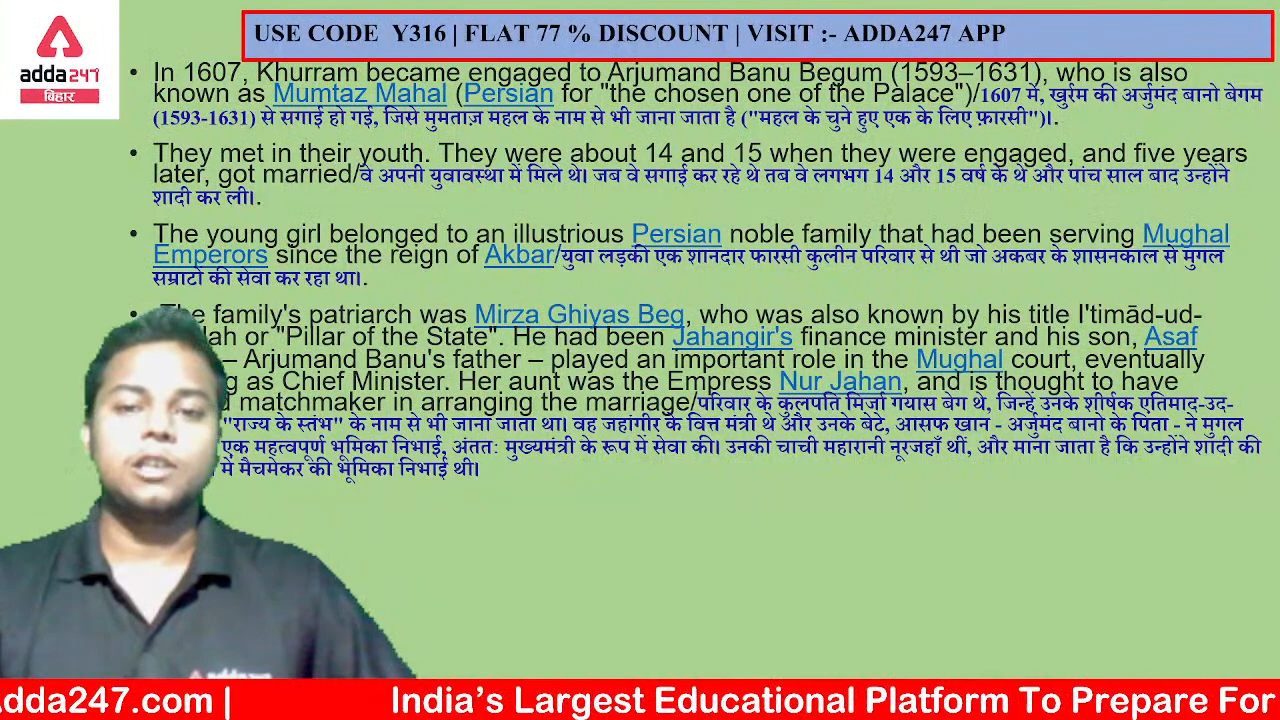 adda247
बिहार
USE CODE Y316 | FLAT 77 % DISCOUNT | VISIT :- ADDA247 APP
• In 1607, Khurram became engaged to Arjumand Banu Begum (1593–1631), who is also
known as Mumtaz Mahal (Persian for "the chosen one of the Palace")/1607 में, खुर्रम की अर्जुमंद बानो बेगम
(1593-1631) से सगाई हो गई, जिसे मुमताज़ महल के नाम से भी जाना जाता है ("महल के चुने हुए एक के लिए फ़ारसी")।.
• They met in their youth. They were about 14 and 15 when they were engaged, and five years
later, got married/वे अपनी युवावस्था में मिले थे। जब वे सगाई कर रहे थे तब वे लगभग 14 और 15 वर्ष के थे और पांच साल बाद उन्होंने
शादी कर ली।.
• The young girl belonged to an illustrious Persian noble family that had been serving Mughal
Emperors since the reign of Akbar/युवा लड़की एक शानदार फारसी कुलीन परिवार से थी जो अकबर के शासनकाल से मुगल
सम्राटों की सेवा कर रहा था।.
• The family's patriarch was Mirza Ghiyas Beg, who was also known by his title I'timād-ud-
lah or "Pillar of the State". He had been Jahangir's finance minister and his son, Asaf
– Arjumand Banu's father – played an important role in the Mughal court, eventually
g as Chief Minister. Her aunt was the Empress Nur Jahan, and is thought to have
matchmaker in arranging the marriage/परिवार के कुलपति मिर्जा गयास बेग थे, जिन्हें उनके शीर्षक एतिमाद-उद-
"राज्य के स्तंभ" के नाम से भी जाना जाता था। वह जहांगीर के वित्त मंत्री थे और उनके बेटे, आसफ खान - अर्जुमंद बानो के पिता - ने मुगल
एक महत्वपूर्ण भूमिका निभाई, अंततः मुख्यमंत्री के रूप में सेवा की। उनकी चाची महारानी नूरजहाँ थीं, और माना जाता है कि उन्होंने शादी की
में मैचमेकर की भूमिका निभाई थी।
adda247.com | India's Largest Educational Platform To Prepare For